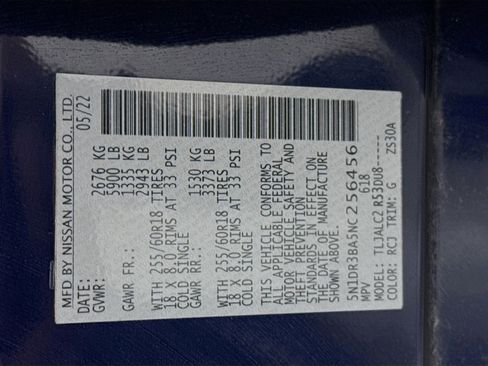 MFD BY NISSAN MOTOR CO., LTD.
DATE: 05/22
GVWR: 2676 KG
5900 LB
GAWR FR.: 1335 KG
2943 LB
WITH 255/60R18 TIRES
18 X 8.0 RIMS AT 33 PSI
COLD SINGLE
GAWR RR.: 1530 KG
3373 LB
WITH 255/60R18 TIRES
18 X 8.0 RIMS AT 33 PSI
COLD SINGLE
THIS VEHICLE CONFORMS TO
ALL APPLICABLE FEDERAL
MOTOR VEHICLE SAFETY AND
THEFT PREVENTION
STANDARDS IN EFFECT ON
THE DATE OF MANUFACTURE
SHOWN ABOVE.
5N1DR3BA5NC256456
MPV 618
MODEL: TLJALC2 R53DU8-----
COLOR: RCJ TRIM: G ZS30A